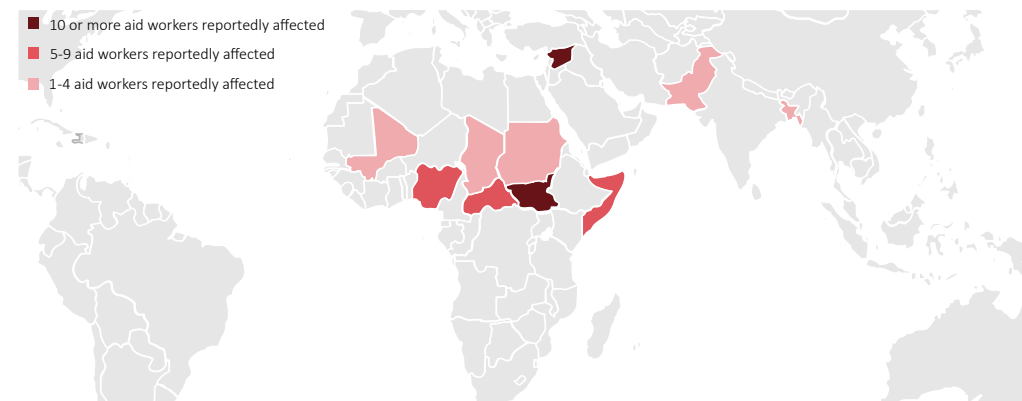 10 or more aid workers reportedly affected
5-9 aid workers reportedly affected
1-4 aid workers reportedly affected